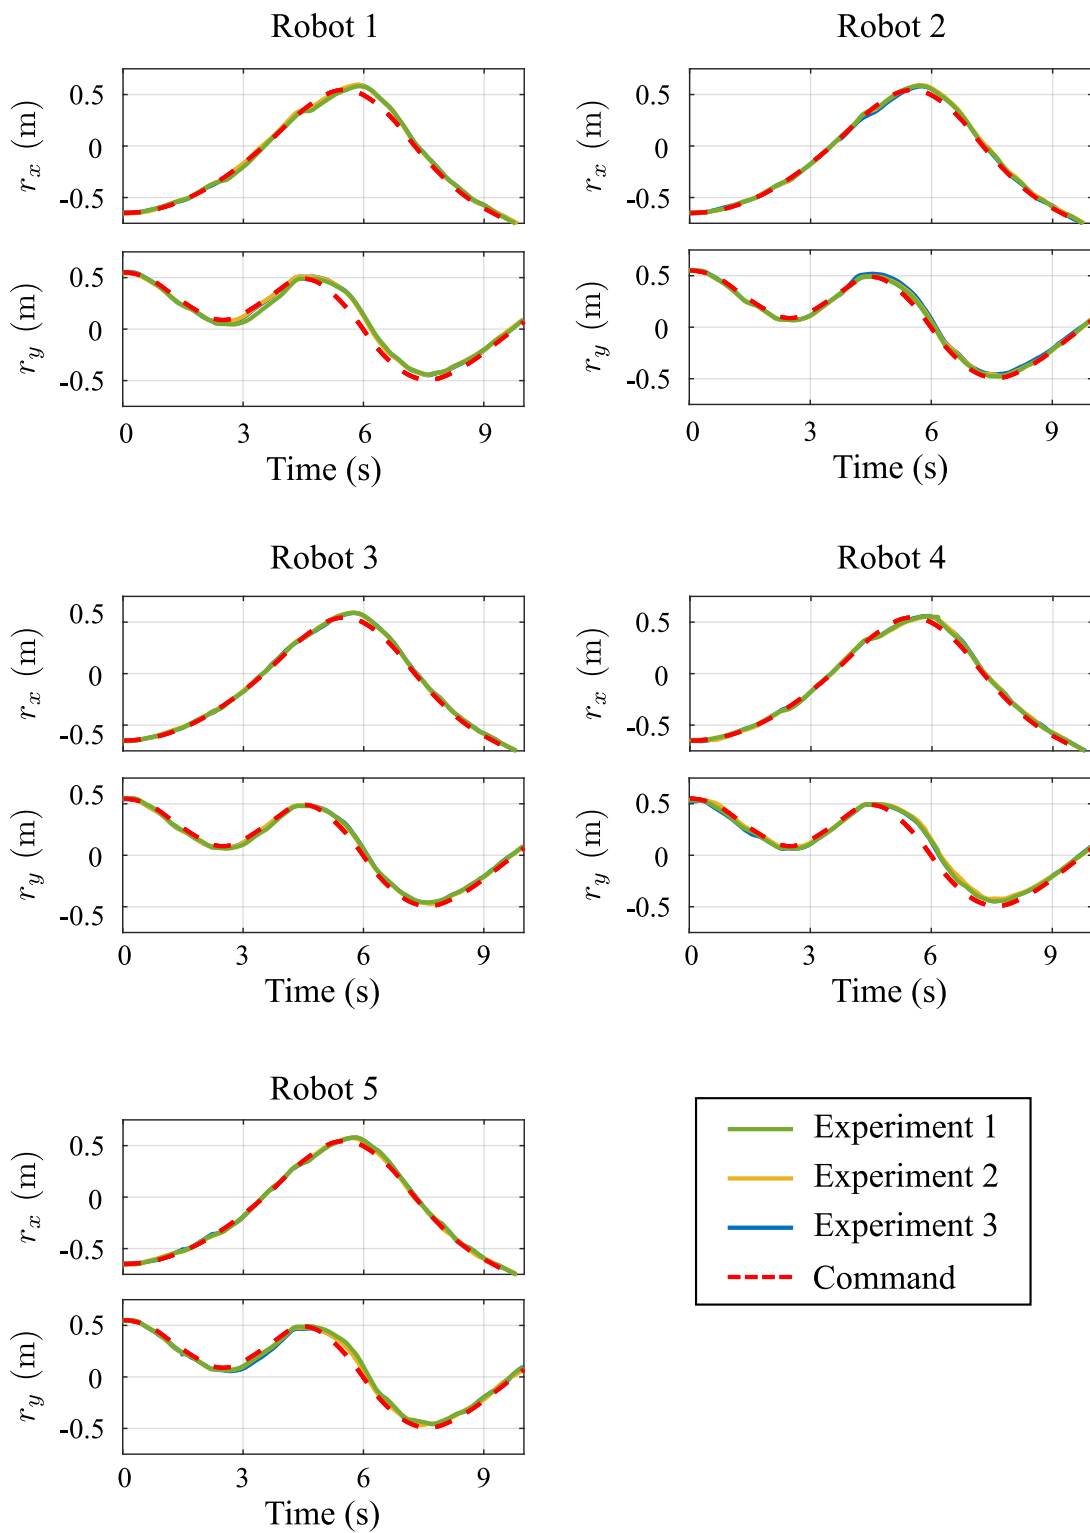 Robot 1
0.5
0
-0.5
r_x (m)
0.5
0
-0.5
r_y (m)
0 3 6 9
Time (s)
Robot 2
0.5
0
-0.5
r_x (m)
0.5
0
-0.5
r_y (m)
0 3 6 9
Time (s)
Robot 3
0.5
0
-0.5
r_x (m)
0.5
0
-0.5
r_y (m)
0 3 6 9
Time (s)
Robot 4
0.5
0
-0.5
r_x (m)
0.5
0
-0.5
r_y (m)
0 3 6 9
Time (s)
Robot 5
0.5
0
-0.5
r_x (m)
0.5
0
-0.5
r_y (m)
0 3 6 9
Time (s)
Experiment 1
Experiment 2
Experiment 3
Command